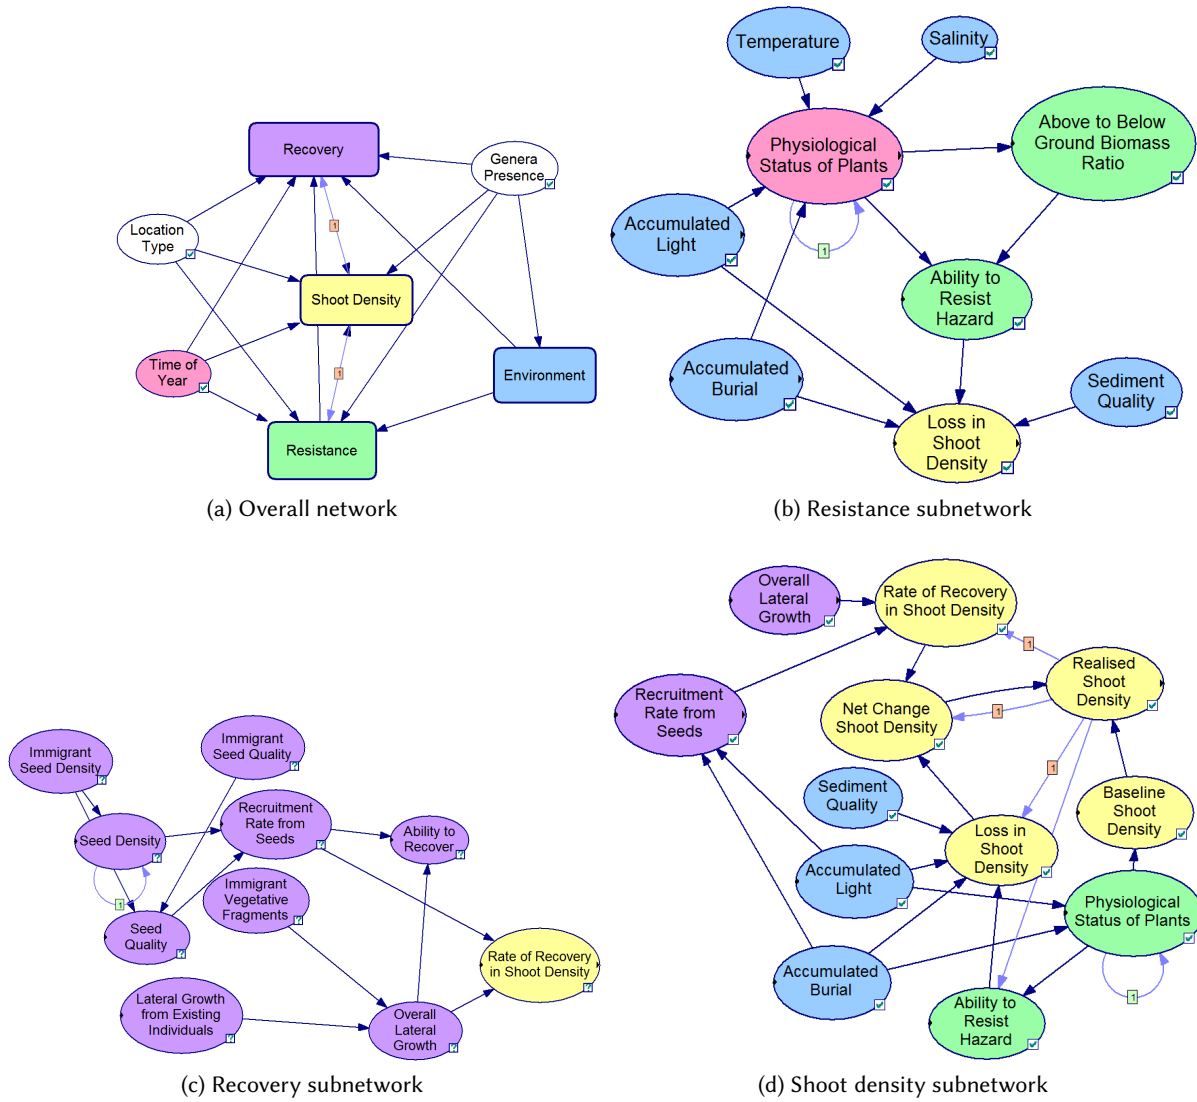 Recovery
Genera
Presence
Location
Type
1
Shoot Density
1
Time of
Year
Environment
Resistance
(a) Overall network
Temperature
Salinity
Physiological
Status of Plants
Above to Below
Ground Biomass
Ratio
Accumulated
Light
1
Ability to
Resist
Hazard
Accumulated
Burial
Sediment
Quality
Loss in
Shoot
Density
(b) Resistance subnetwork
Immigrant
Seed Density
Immigrant
Seed Quality
Seed Density
Recruitment
Rate from
Seeds
Ability to
Recover
1
Immigrant
Vegetative
Fragments
Seed
Quality
Rate of Recovery
in Shoot Density
Lateral Growth
from Existing
Individuals
Overall
Lateral
Growth
(c) Recovery subnetwork
Overall
Lateral
Growth
Rate of Recovery
in Shoot Density
1
Realised
Shoot
Density
Recruitment
Rate from
Seeds
Net Change
Shoot Density
1
1
Sediment
Quality
Baseline
Shoot
Density
Loss in
Shoot
Density
Accumulated
Light
Physiological
Status of Plants
Accumulated
Burial
1
Ability to
Resist
Hazard
(d) Shoot density subnetwork